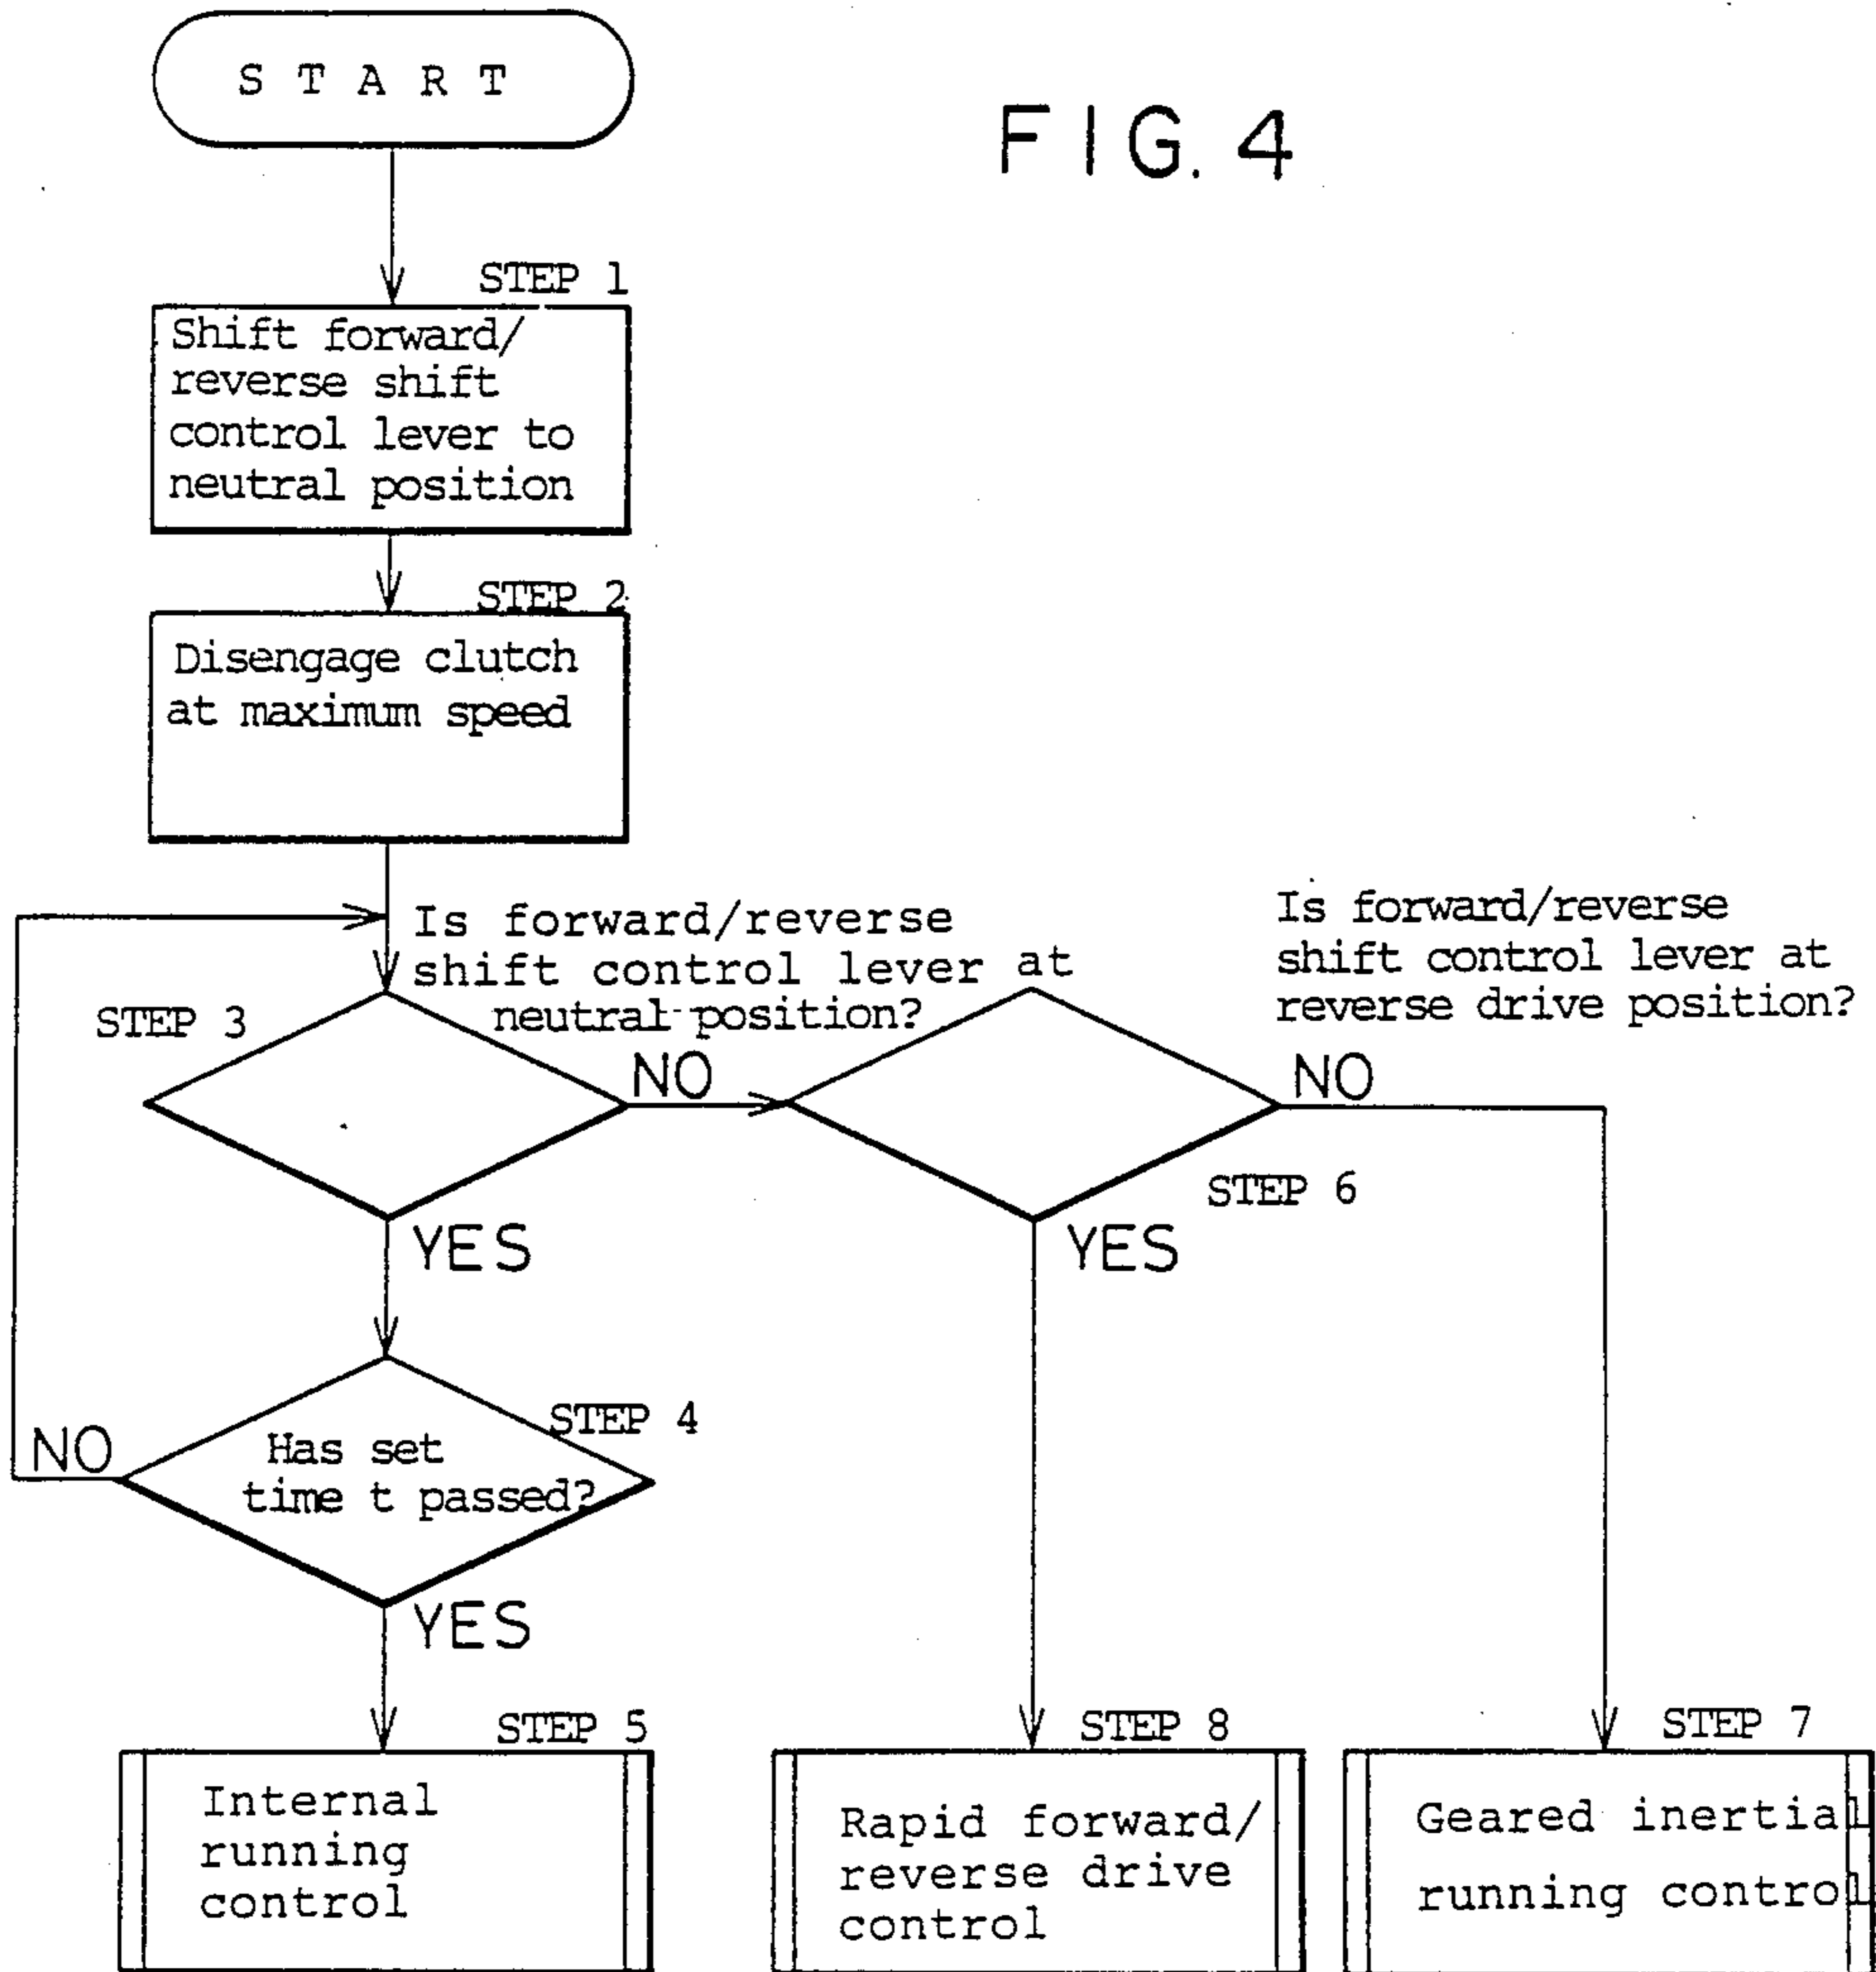 START
FIG. 4
STEP 1
Shift forward/
reverse shift
control lever to
neutral position
STEP 2
Disengage clutch
at maximum speed
Is forward/reverse
shift control lever at
neutral position?
Is forward/reverse
shift control lever at
reverse drive position?
STEP 3
NO
NO
STEP 6
YES
YES
STEP 4
NO
Has set
time t passed?
YES
STEP 5
Internal
running
control
STEP 8
Rapid forward/
reverse drive
control
STEP 7
Geared inertial
running control